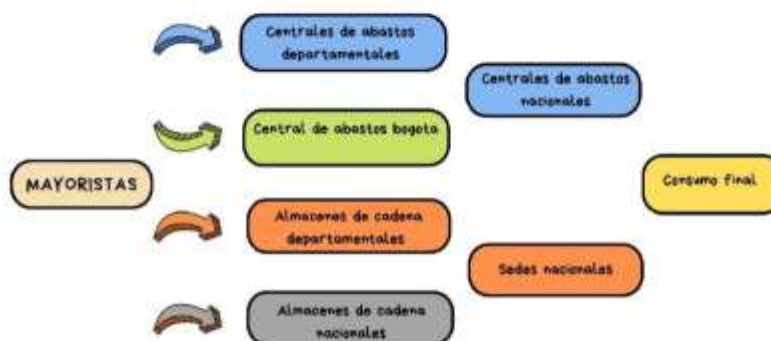 Centrales de abastos
departamentales
Centrales de abastos
nacionales
Central de abastos bogota
MAYORISTAS
Consumo final
Almacenes de cadena
departamentales
Sedes nacionales
Almacenes de cadena
nacionales